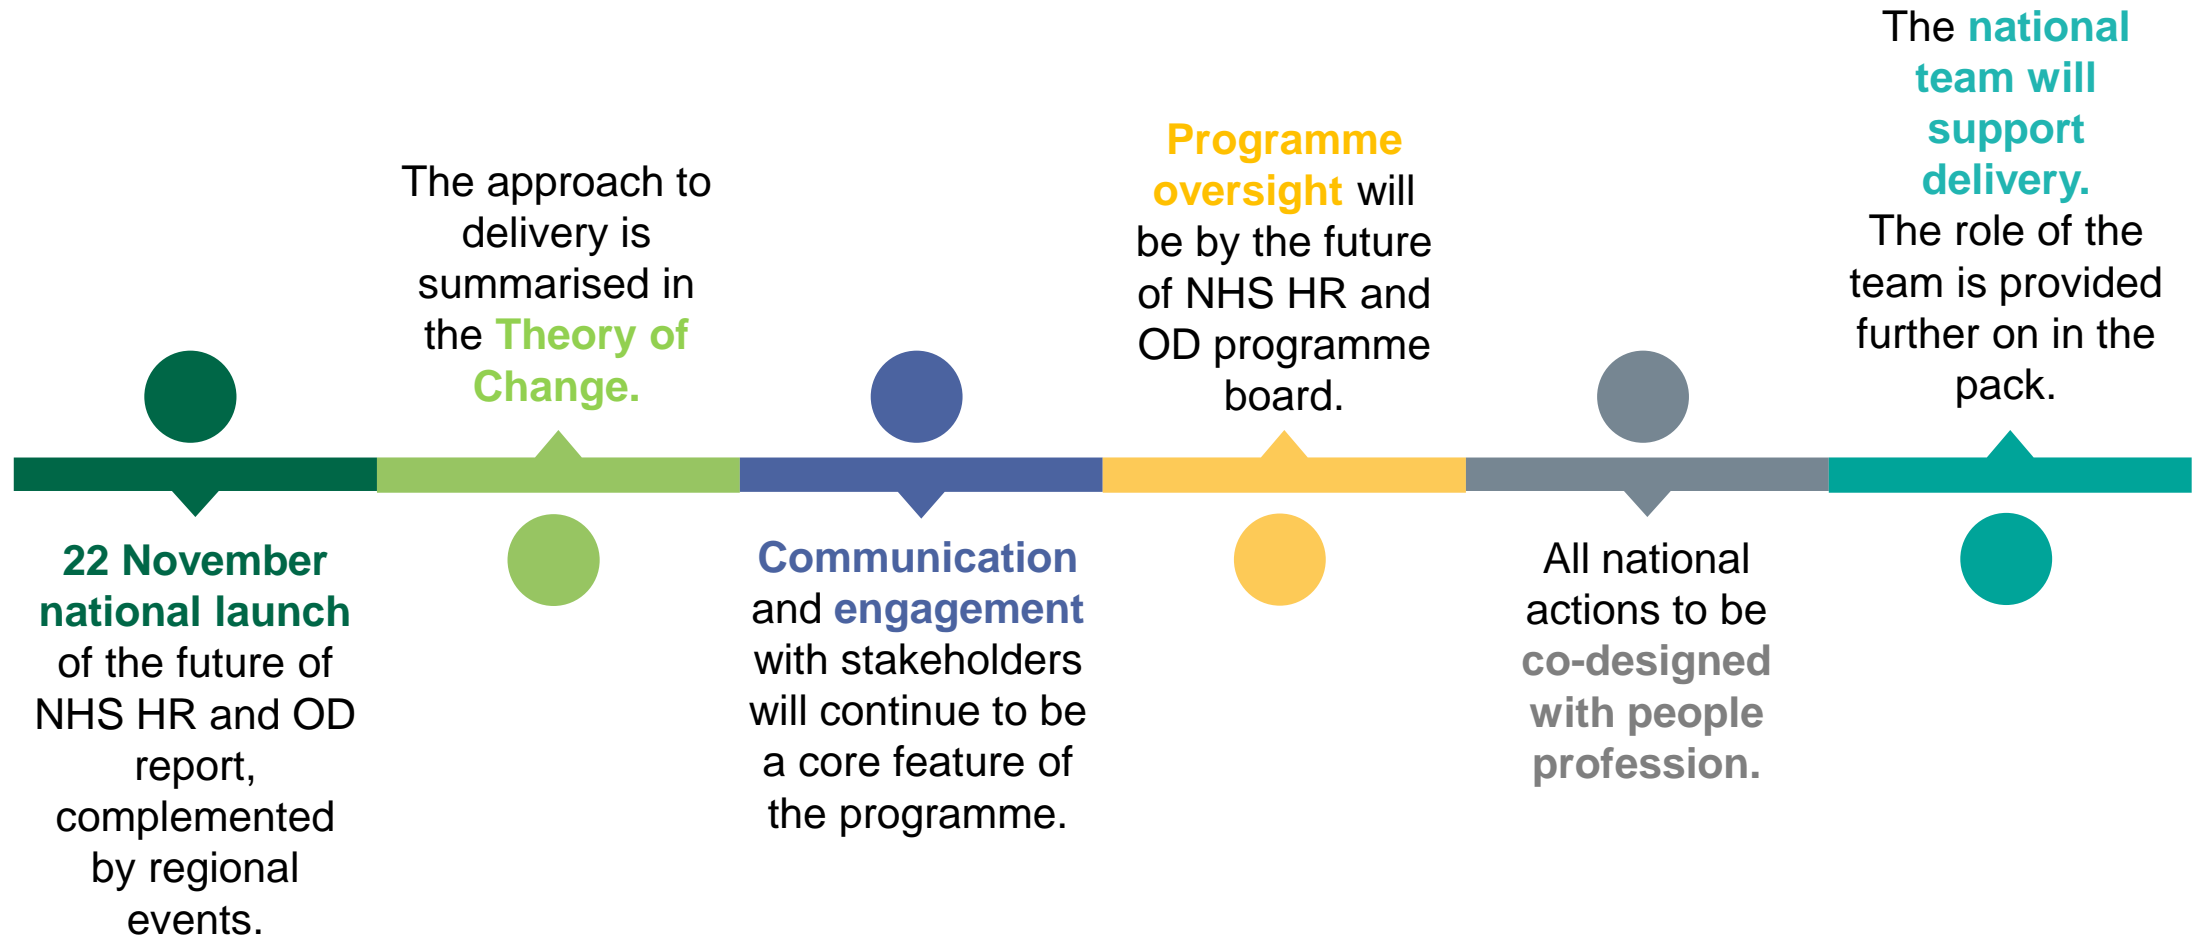 22 November
national launch
of the future of
NHS HR and OD
report,
complemented
by regional
events.
The approach to
delivery is
summarised in
the Theory of
Change.
Communication
and engagement
with stakeholders
will continue to be
a core feature of
the programme.
Programme
oversight will
be by the future
of NHS HR and
OD programme
board.
All national
actions to be
co-designed
with people
profession.
The national
team will
support
delivery.
The role of the
team is provided
further on in the
pack.